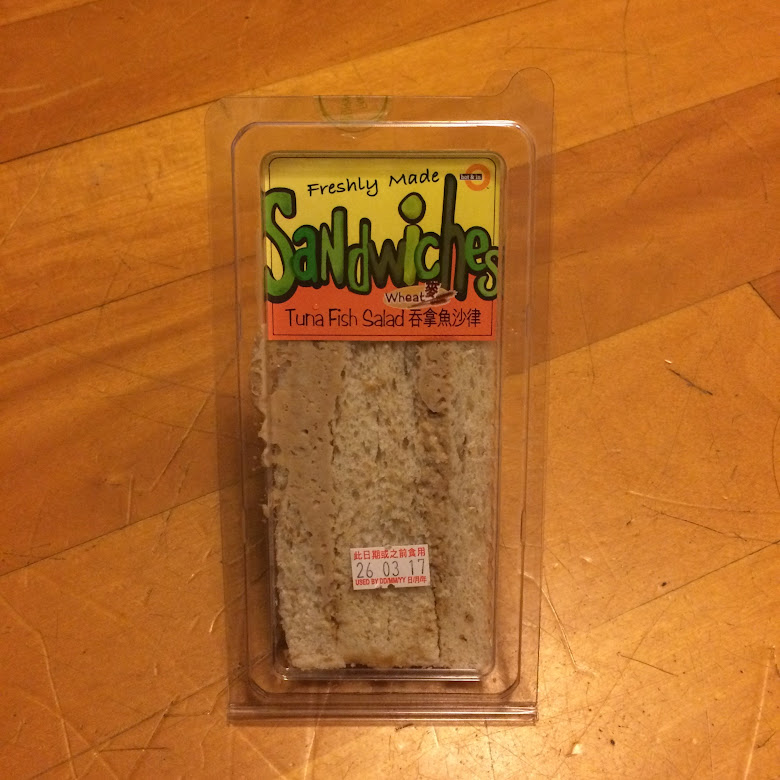 Freshly Made
Sandwiches
Wheat 麥
Tuna Fish Salad 吞拿魚沙律
此日期或之前食用
26 03 17
USED BY DD/MM/YY 日/月/年